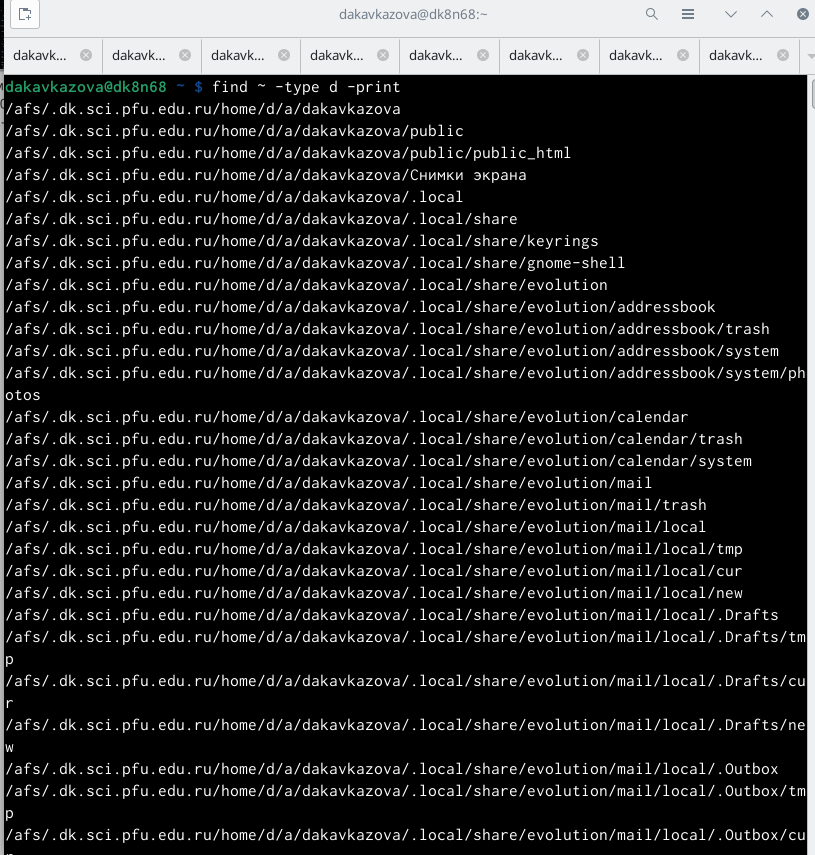 dakavkazova@dk8n68:~
dakavk... dakavk... dakavk... dakavk... dakavk... dakavk... dakavk... dakavk...
dakavkazova@dk8n68 ~ $ find ~ -type d -print
/afs/.dk.sci.pfu.edu.ru/home/d/a/dakavkazova
/afs/.dk.sci.pfu.edu.ru/home/d/a/dakavkazova/public
/afs/.dk.sci.pfu.edu.ru/home/d/a/dakavkazova/public/public_html
/afs/.dk.sci.pfu.edu.ru/home/d/a/dakavkazova/Снимки экрана
/afs/.dk.sci.pfu.edu.ru/home/d/a/dakavkazova/.local
/afs/.dk.sci.pfu.edu.ru/home/d/a/dakavkazova/.local/share
/afs/.dk.sci.pfu.edu.ru/home/d/a/dakavkazova/.local/share/keyrings
/afs/.dk.sci.pfu.edu.ru/home/d/a/dakavkazova/.local/share/gnome-shell
/afs/.dk.sci.pfu.edu.ru/home/d/a/dakavkazova/.local/share/evolution
/afs/.dk.sci.pfu.edu.ru/home/d/a/dakavkazova/.local/share/evolution/addressbook
/afs/.dk.sci.pfu.edu.ru/home/d/a/dakavkazova/.local/share/evolution/addressbook/trash
/afs/.dk.sci.pfu.edu.ru/home/d/a/dakavkazova/.local/share/evolution/addressbook/system
/afs/.dk.sci.pfu.edu.ru/home/d/a/dakavkazova/.local/share/evolution/addressbook/system/ph
otos
/afs/.dk.sci.pfu.edu.ru/home/d/a/dakavkazova/.local/share/evolution/calendar
/afs/.dk.sci.pfu.edu.ru/home/d/a/dakavkazova/.local/share/evolution/calendar/trash
/afs/.dk.sci.pfu.edu.ru/home/d/a/dakavkazova/.local/share/evolution/calendar/system
/afs/.dk.sci.pfu.edu.ru/home/d/a/dakavkazova/.local/share/evolution/mail
/afs/.dk.sci.pfu.edu.ru/home/d/a/dakavkazova/.local/share/evolution/mail/trash
/afs/.dk.sci.pfu.edu.ru/home/d/a/dakavkazova/.local/share/evolution/mail/local
/afs/.dk.sci.pfu.edu.ru/home/d/a/dakavkazova/.local/share/evolution/mail/local/tmp
/afs/.dk.sci.pfu.edu.ru/home/d/a/dakavkazova/.local/share/evolution/mail/local/cur
/afs/.dk.sci.pfu.edu.ru/home/d/a/dakavkazova/.local/share/evolution/mail/local/new
/afs/.dk.sci.pfu.edu.ru/home/d/a/dakavkazova/.local/share/evolution/mail/local/.Drafts
/afs/.dk.sci.pfu.edu.ru/home/d/a/dakavkazova/.local/share/evolution/mail/local/.Drafts/tm
p
/afs/.dk.sci.pfu.edu.ru/home/d/a/dakavkazova/.local/share/evolution/mail/local/.Drafts/cu
r
/afs/.dk.sci.pfu.edu.ru/home/d/a/dakavkazova/.local/share/evolution/mail/local/.Drafts/ne
w
/afs/.dk.sci.pfu.edu.ru/home/d/a/dakavkazova/.local/share/evolution/mail/local/.Outbox
/afs/.dk.sci.pfu.edu.ru/home/d/a/dakavkazova/.local/share/evolution/mail/local/.Outbox/tm
p
/afs/.dk.sci.pfu.edu.ru/home/d/a/dakavkazova/.local/share/evolution/mail/local/.Outbox/cu